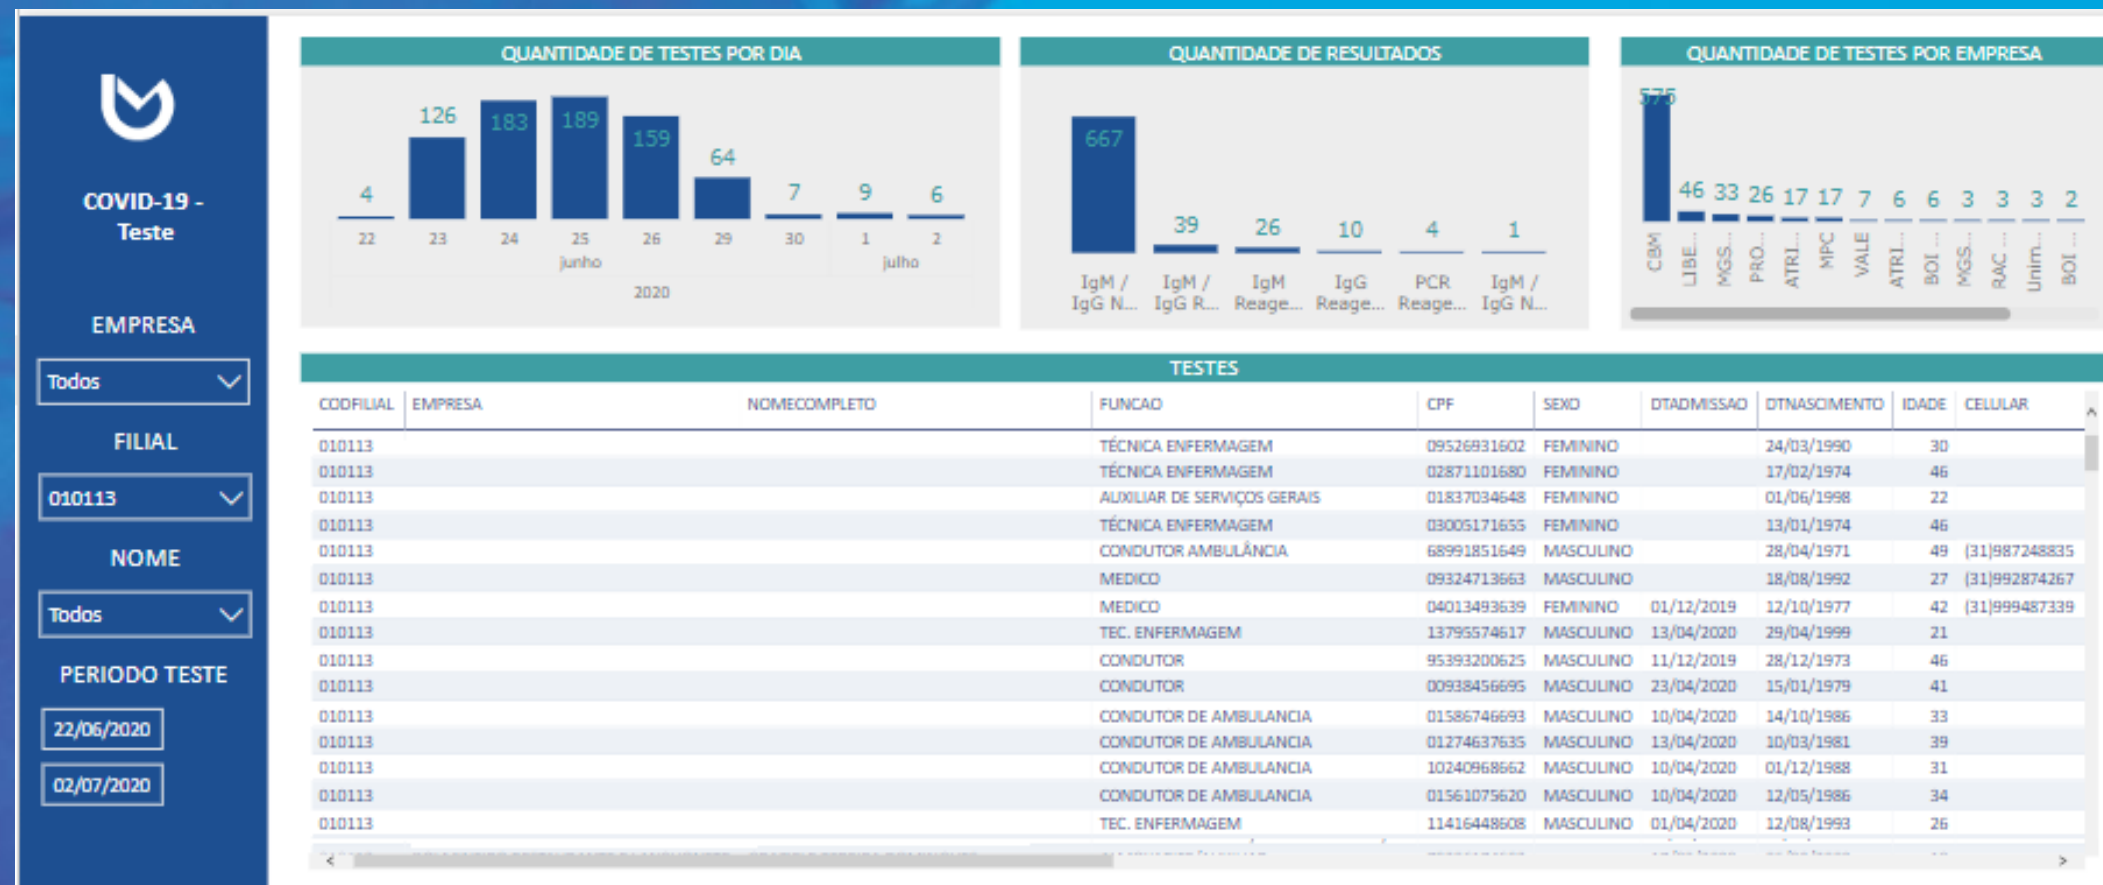 COVID-19 -
Teste
EMPRESA
Todos
FILIAL
010113
NOME
Todos
PERIODO TESTE
22/06/2020
02/07/2020
QUANTIDADE DE TESTES POR DIA
4 126 183 189 159 64 7 9 6
22 23 24 25 26 29 30 1 2
junho julho
2020
QUANTIDADE DE RESULTADOS
667 39 26 10 4 1
IgM / IgM / IgM IgG PCR IgM /
IgG N... IgG R... Reage... Reage... Reage... IgG N...
QUANTIDADE DE TESTES POR EMPRESA
575 46 33 26 17 17 7 6 6 3 3 3 2
CBM LIBE... MGS... PRO... ATRI... MPC VALE ATRI... BOI ... MGS... RAC ... Unim... BOI ...
TESTES
CODFILIAL EMPRESA NOMECOMPLETO FUNCAO CPF SEXO DTADMISSAO DTNASCIMENTO IDADE CELULAR
010113 TÉCNICA ENFERMAGEM 09526931602 FEMININO 24/03/1990 30
010113 TÉCNICA ENFERMAGEM 02871101680 FEMININO 17/02/1974 46
010113 AUXILIAR DE SERVIÇOS GERAIS 01837034648 FEMININO 01/06/1998 22
010113 TÉCNICA ENFERMAGEM 03005171655 FEMININO 13/01/1974 46
010113 CONDUTOR AMBULÂNCIA 68991851649 MASCULINO 28/04/1971 49 (31)987248835
010113 MEDICO 09324713663 MASCULINO 18/08/1992 27 (31)992874267
010113 MEDICO 04013493639 FEMININO 01/12/2019 12/10/1977 42 (31)999487339
010113 TEC. ENFERMAGEM 13795574617 MASCULINO 13/04/2020 29/04/1999 21
010113 CONDUTOR 95393200625 MASCULINO 11/12/2019 28/12/1973 46
010113 CONDUTOR 00938456695 MASCULINO 23/04/2020 15/01/1979 41
010113 CONDUTOR DE AMBULANCIA 01586746693 MASCULINO 10/04/2020 14/10/1986 33
010113 CONDUTOR DE AMBULANCIA 01274637635 MASCULINO 13/04/2020 10/03/1981 39
010113 CONDUTOR DE AMBULANCIA 10240968662 MASCULINO 10/04/2020 01/12/1988 31
010113 CONDUTOR DE AMBULANCIA 01561075620 MASCULINO 10/04/2020 12/05/1986 34
010113 TEC. ENFERMAGEM 11416448608 MASCULINO 01/04/2020 12/08/1993 26